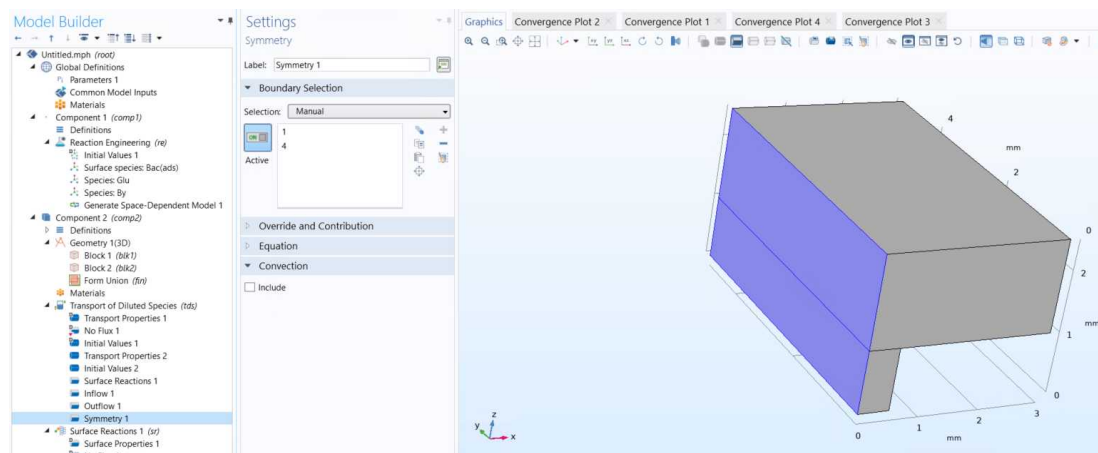 Model Builder
Untitled.mph (root)
Global Definitions
Pi Parameters 1
Common Model Inputs
Materials
Component 1 (comp1)
Definitions
Reaction Engineering (re)
Initial Values 1
Surface species: Bac(ads)
Species: Glu
Species: By
Generate Space-Dependent Model 1
Component 2 (comp2)
Definitions
Geometry 1(3D)
Block 1 (blk1)
Block 2 (blk2)
Form Union (fin)
Materials
Transport of Diluted Species (tds)
Transport Properties 1
No Flux 1
Initial Values 1
Transport Properties 2
Initial Values 2
Surface Reactions 1
Inflow 1
Outflow 1
Symmetry 1
Surface Reactions 1 (sr)
Surface Properties 1
Settings
Symmetry
Label: Symmetry 1
Boundary Selection
Selection: Manual
1
4
Active
Override and Contribution
Equation
Convection
Include
Graphics Convergence Plot 2 Convergence Plot 1 Convergence Plot 4 Convergence Plot 3
4
mm
2
0
2
1
mm
0
3
2
mm
1
0
z
y
x